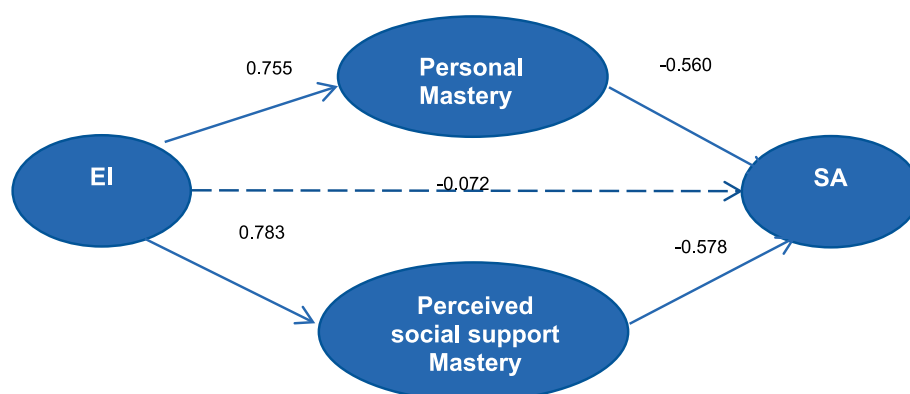 0.755
Personal
Mastery
-0.560
EI
-0.072
SA
0.783
-0.578
Perceived
social support
Mastery